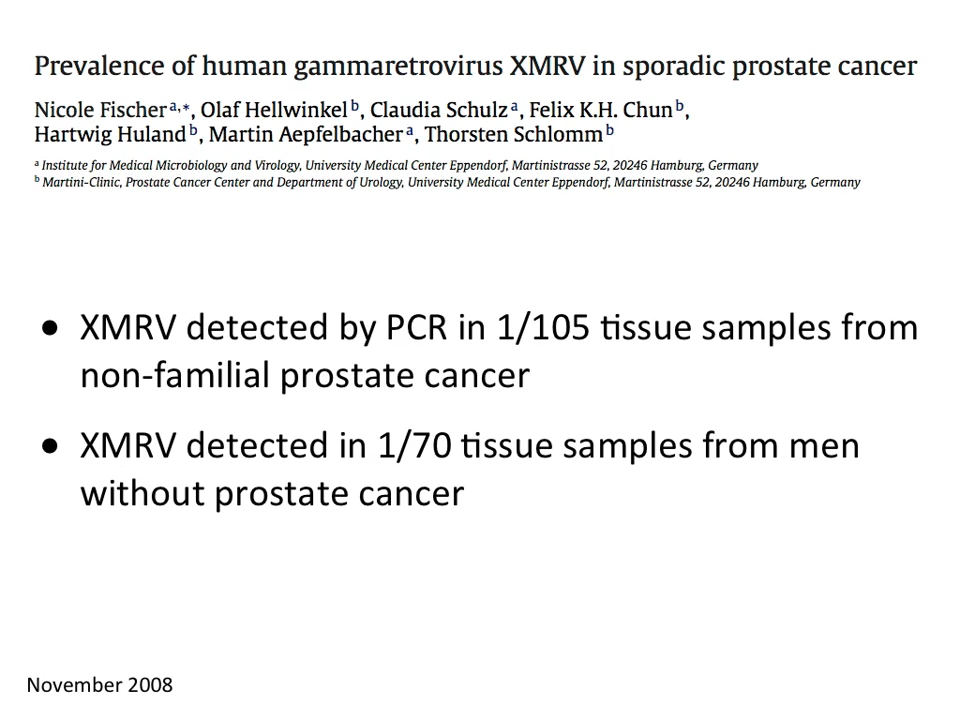 Prevalence of human gammaretrovirus XMRV in sporadic prostate cancer
Nicole Fischer a,*, Olaf Hellwinkel b, Claudia Schulz a, Felix K.H. Chun b,
Hartwig Huland b, Martin Aepfelbacher a, Thorsten Schlomm b
a Institute for Medical Microbiology and Virology, University Medical Center Eppendorf, Martinistrasse 52, 20246 Hamburg, Germany
b Martini-Clinic, Prostate Cancer Center and Department of Urology, University Medical Center Eppendorf, Martinistrasse 52, 20246 Hamburg, Germany
• XMRV detected by PCR in 1/105 tissue samples from
non-familial prostate cancer
• XMRV detected in 1/70 tissue samples from men
without prostate cancer
November 2008